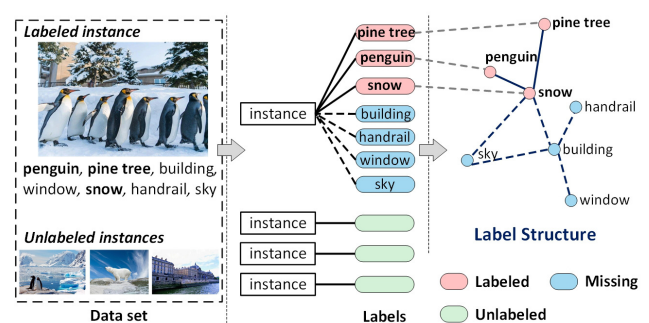 Labeled instance
penguin, pine tree, building,
window, snow, handrail, sky
Unlabeled instances
Data set
instance
pine tree
penguin
snow
building
handrail
window
sky
instance
instance
instance
Labels
pine tree
penguin
snow
handrail
sky
building
window
Label Structure
Labeled
Missing
Unlabeled